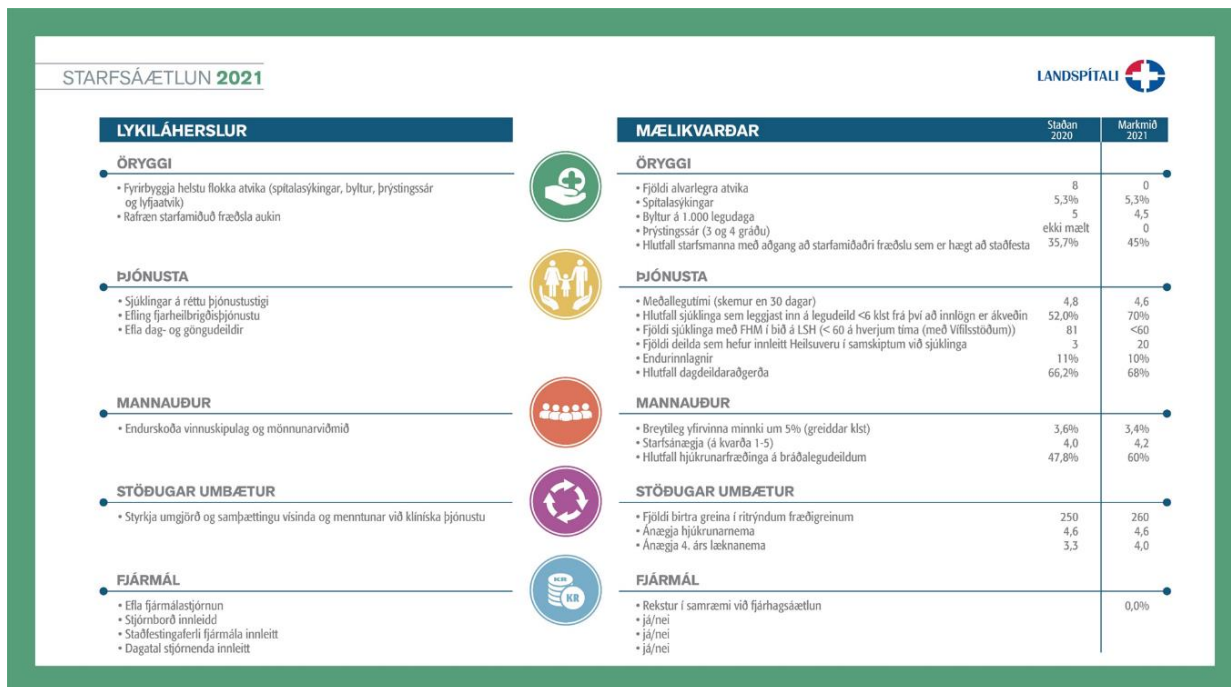 STARFSÁÆTLUN 2021
LANDSPÍTALI
LYKILÁHERSLUR
ÖRYGGI
• Fyrirbyggja helstu flokka atvika (spítalasýkingar, byltur, þrýstingssár
og lyfjaatvik)
• Rafræn starfamiðuð fræðsla aukin
ÞJÓNUSTA
• Sjúklingar á réttu þjónustustigi
• Efling fjarheilbrigðisþjónustu
• Efla dag- og göngudeildir
MANNAUÐUR
• Endurskoða vinnuskipulag og mönnunarviðmið
STÖÐUGAR UMBÆTUR
• Styrkja umgjörð og samþættingu vísinda og menntunar við klíníska þjónustu
FJÁRMÁL
• Efla fjármálastjórnun
• Stjórnborð innleidd
• Staðfestingaferli fjármála innleitt
• Dagatal stjórnenda innleitt
KR
KR
MÆLIKVARÐAR Staðan 2020 Markmið 2021
ÖRYGGI
• Fjöldi alvarlegra atvika 8 0
• Spítalasýkingar 5,3% 5,3%
• Byltur á 1.000 legudaga 5 4,5
• Þrýstingssár (3 og 4 gráðu) ekki mælt 0
• Hlutfall starfsmanna með aðgang að starfamiðaðri fræðslu sem er hægt að staðfesta 35,7% 45%
ÞJÓNUSTA
• Meðallegutími (skemur en 30 dagar) 4,8 4,6
• Hlutfall sjúklinga sem leggjast inn á legudeild <6 klst frá því að innlögn er ákveðin 52,0% 70%
• Fjöldi sjúklinga með FHM í bið á LSH (< 60 á hverjum tíma (með Vífilsstöðum)) 81 <60
• Fjöldi deilda sem hefur innleitt Heilsuveru í samskiptum við sjúklinga 3 20
• Endurinnlagnir 11% 10%
• Hlutfall dagdeildaraðgerða 66,2% 68%
MANNAUÐUR
• Breytileg yfirvinna minnki um 5% (greiddar klst) 3,6% 3,4%
• Starfsánægja (á kvarða 1-5) 4,0 4,2
• Hlutfall hjúkrunarfræðinga á bráðalegudeildum 47,8% 60%
STÖÐUGAR UMBÆTUR
• Fjöldi birtra greina í ritrýndum fræðigreinum 250 260
• Ánægja hjúkrunarnema 4,6 4,6
• Ánægja 4. árs læknanema 3,3 4,0
FJÁRMÁL
• Rekstur í samræmi við fjárhagsáætlun 0,0%
• já/nei
• já/nei
• já/nei